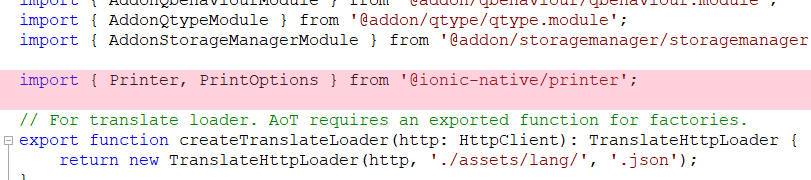 import { AddonQbehaviourModule } from '@addon/qbehaviour/qbehaviour.module';
import { AddonQtypeModule } from '@addon/qtype/qtype.module';
import { AddonStorageManagerModule } from '@addon/storagemanager/storagemanager
import { Printer, PrintOptions } from '@ionic-native/printer';
// For translate loader. AoT requires an exported function for factories.
export function createTranslateLoader(http: HttpClient): TranslateHttpLoader {
return new TranslateHttpLoader(http, './assets/lang/', '.json');
}